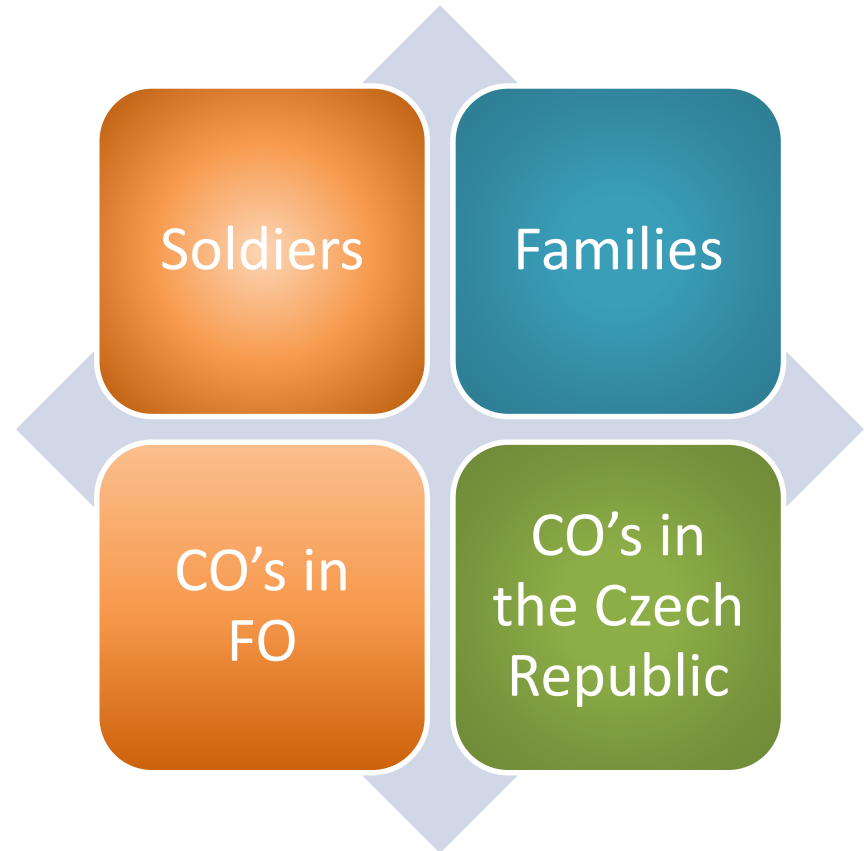 Soldiers
Families
CO’s in
FO
CO’s in
the Czech
Republic